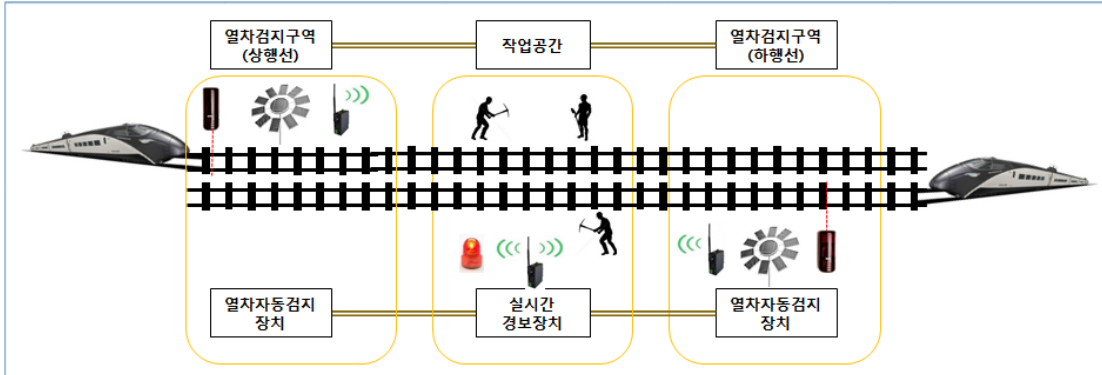 열차검지구역
(상행선)
작업공간
열차검지구역
(하행선)
열차자동검지
장치
실시간
경보장치
열차자동검지
장치